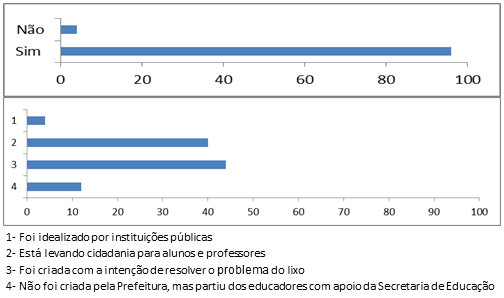 Não
Sim
0 20 40 60 80 100
1
2
3
4
0 10 20 30 40 50 60 70 80 90 100
1- Foi idealizado por instituições públicas
2- Está levando cidadania para alunos e professores
3- Foi criada com a intenção de resolver o problema do lixo
4- Não foi criada pela Prefeitura, mas partiu dos educadores com apoio da Secretaria de Educação